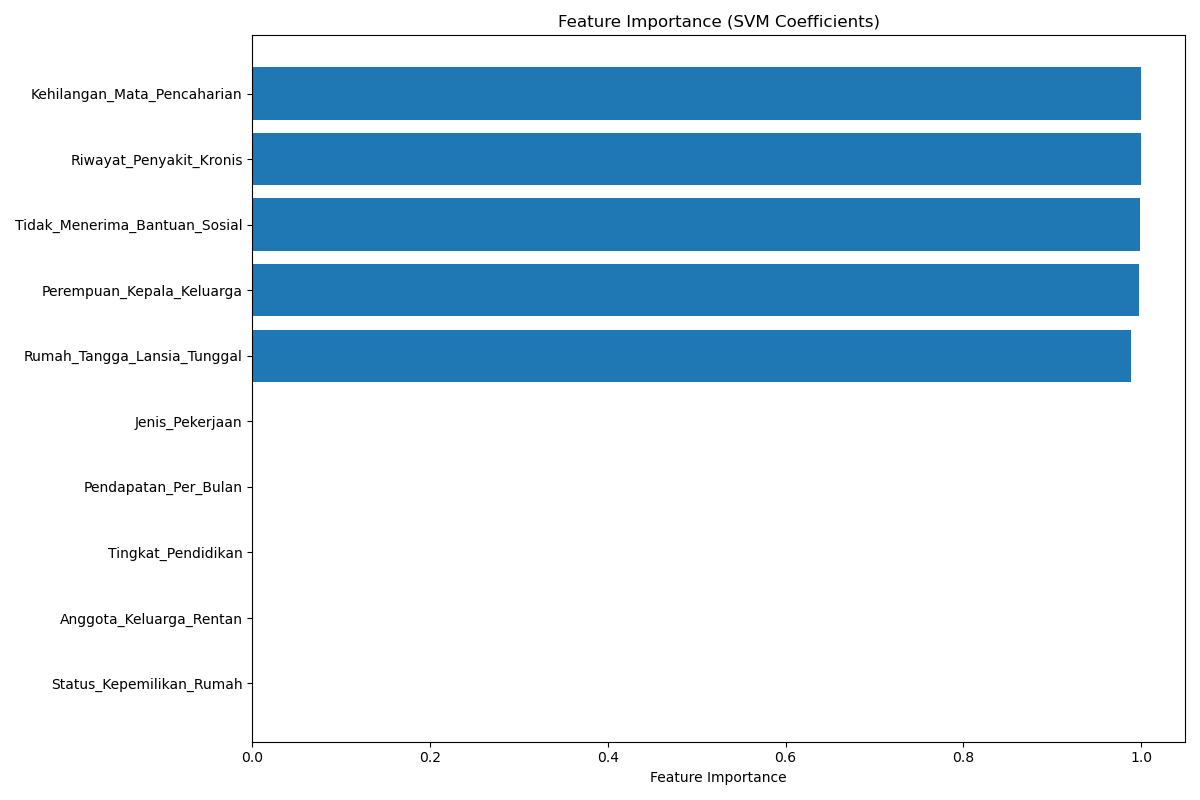 Feature Importance (SVM Coefficients)
Kehilangan_Mata_Pencaharian
Riwayat_Penyakit_Kronis
Tidak_Menerima_Bantuan_Sosial
Perempuan_Kepala_Keluarga
Rumah_Tangga_Lansia_Tunggal
Jenis_Pekerjaan
Pendapatan_Per_Bulan
Tingkat_Pendidikan
Anggota_Keluarga_Rentan
Status_Kepemilikan_Rumah
0.0 0.2 0.4 0.6 0.8 1.0
Feature Importance